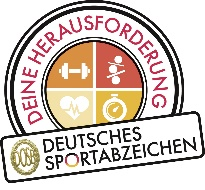 DEINE HERAUSFORDERUNG
DEUTSCHES
SPORTABZEICHEN